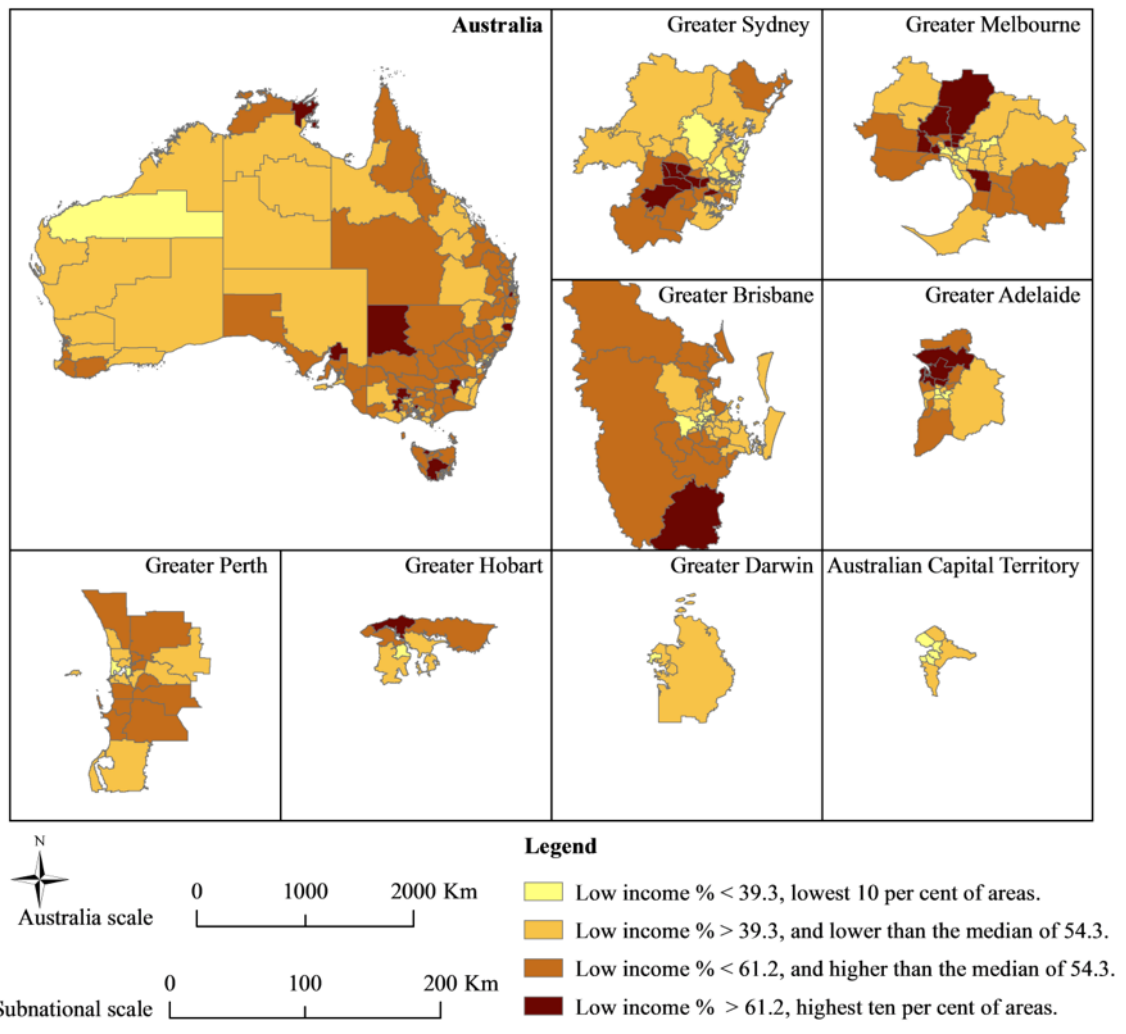 Australia
Greater Sydney
Greater Melbourne
Greater Brisbane
Greater Adelaide
Greater Perth
Greater Hobart
Greater Darwin
Australian Capital Territory
N
Australia scale
0 1000 2000 Km
Subnational scale
0 100 200 Km
Legend
Low income % < 39.3, lowest 10 per cent of areas.
Low income % > 39.3, and lower than the median of 54.3.
Low income % < 61.2, and higher than the median of 54.3.
Low income % > 61.2, highest ten per cent of areas.